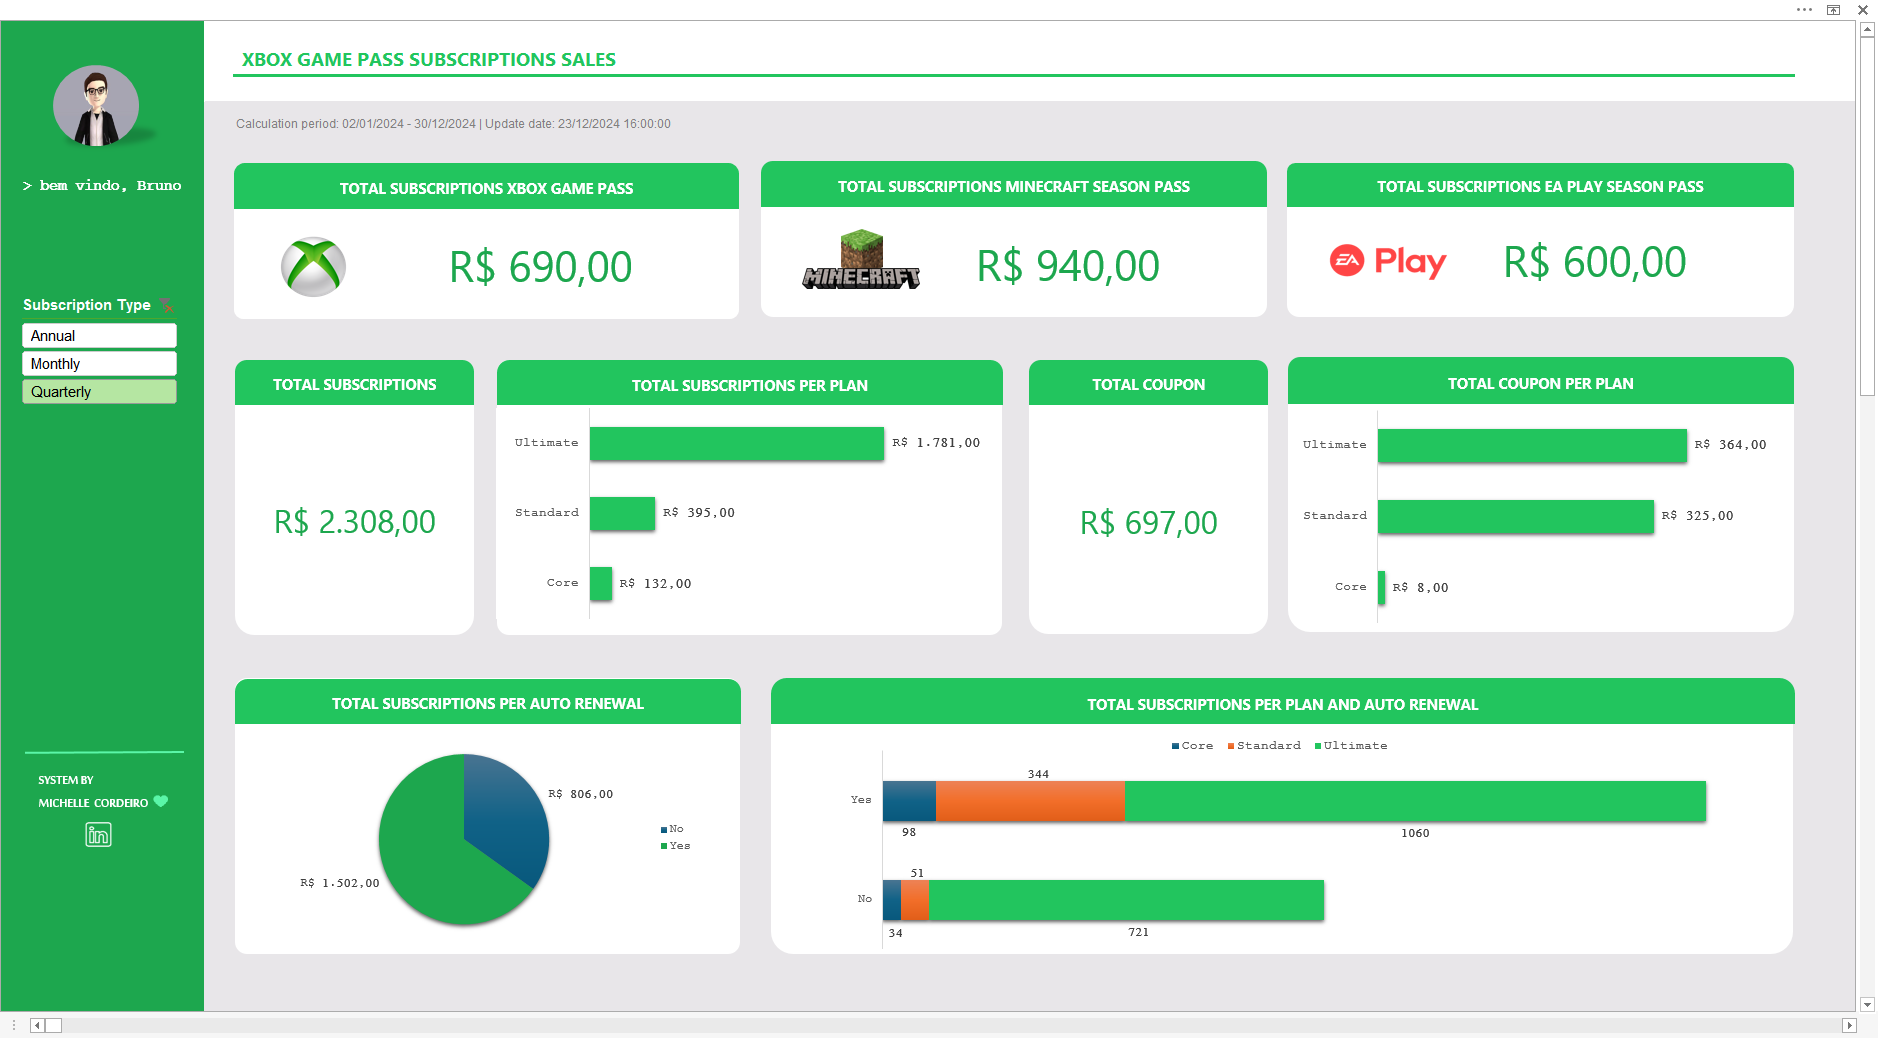 XBOX GAME PASS SUBSCRIPTIONS SALES
Calculation period: 02/01/2024 - 30/12/2024 | Update date: 23/12/2024 16:00:00
> bem vindo, Bruno
Subscription Type
Annual
Monthly
Quarterly
SYSTEM BY
MICHELLE CORDEIRO
in
TOTAL SUBSCRIPTIONS XBOX GAME PASS
R$ 690,00
TOTAL SUBSCRIPTIONS MINECRAFT SEASON PASS
MINECRAFT
R$ 940,00
TOTAL SUBSCRIPTIONS EA PLAY SEASON PASS
EA Play
R$ 600,00
TOTAL SUBSCRIPTIONS
R$ 2.308,00
TOTAL SUBSCRIPTIONS PER PLAN
Ultimate R$ 1.781,00
Standard R$ 395,00
Core R$ 132,00
TOTAL COUPON
R$ 697,00
TOTAL COUPON PER PLAN
Ultimate R$ 364,00
Standard R$ 325,00
Core R$ 8,00
TOTAL SUBSCRIPTIONS PER AUTO RENEWAL
R$ 806,00
R$ 1.502,00
No
Yes
TOTAL SUBSCRIPTIONS PER PLAN AND AUTO RENEWAL
Core Standard Ultimate
344
Yes
98 1060
51
No
34 721